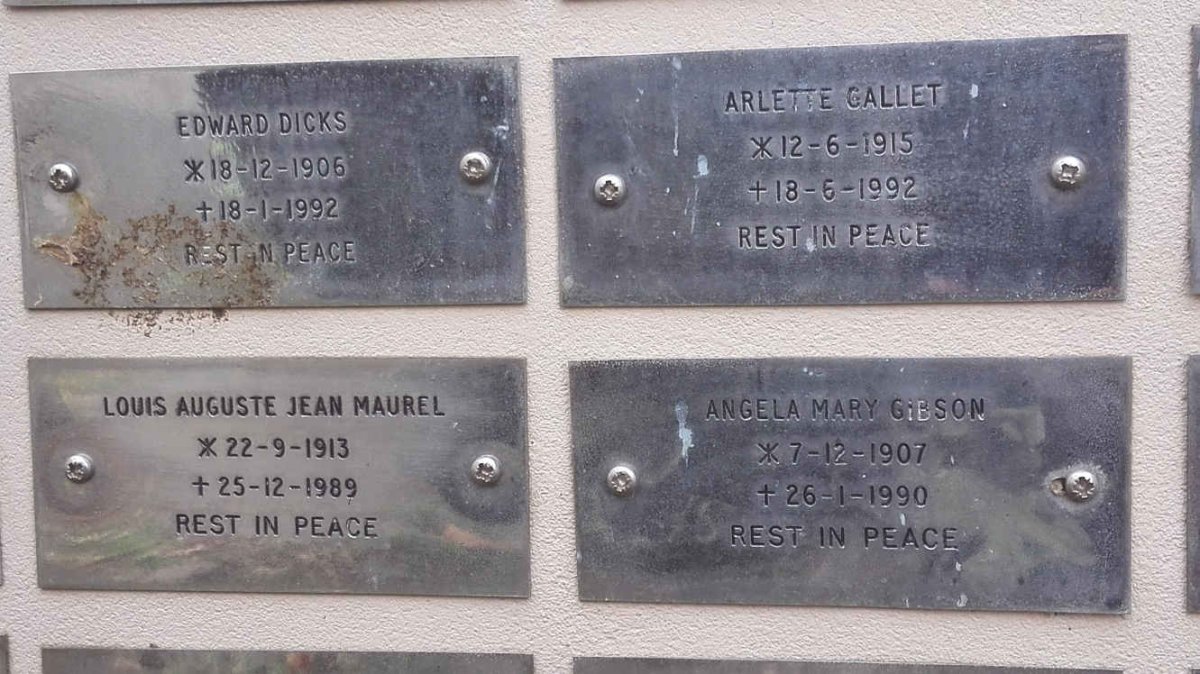 EDWARD DICKS
* 18-12-1906
† 18-1-1992
REST IN PEACE
ARLETTE GALLET
* 12-6-1915
† 18-6-1992
REST IN PEACE
LOUIS AUGUSTE JEAN MAUREL
* 22-9-1913
† 25-12-1989
REST IN PEACE
ANGELA MARY GIBSON
* 7-12-1907
† 26-1-1990
REST IN PEACE